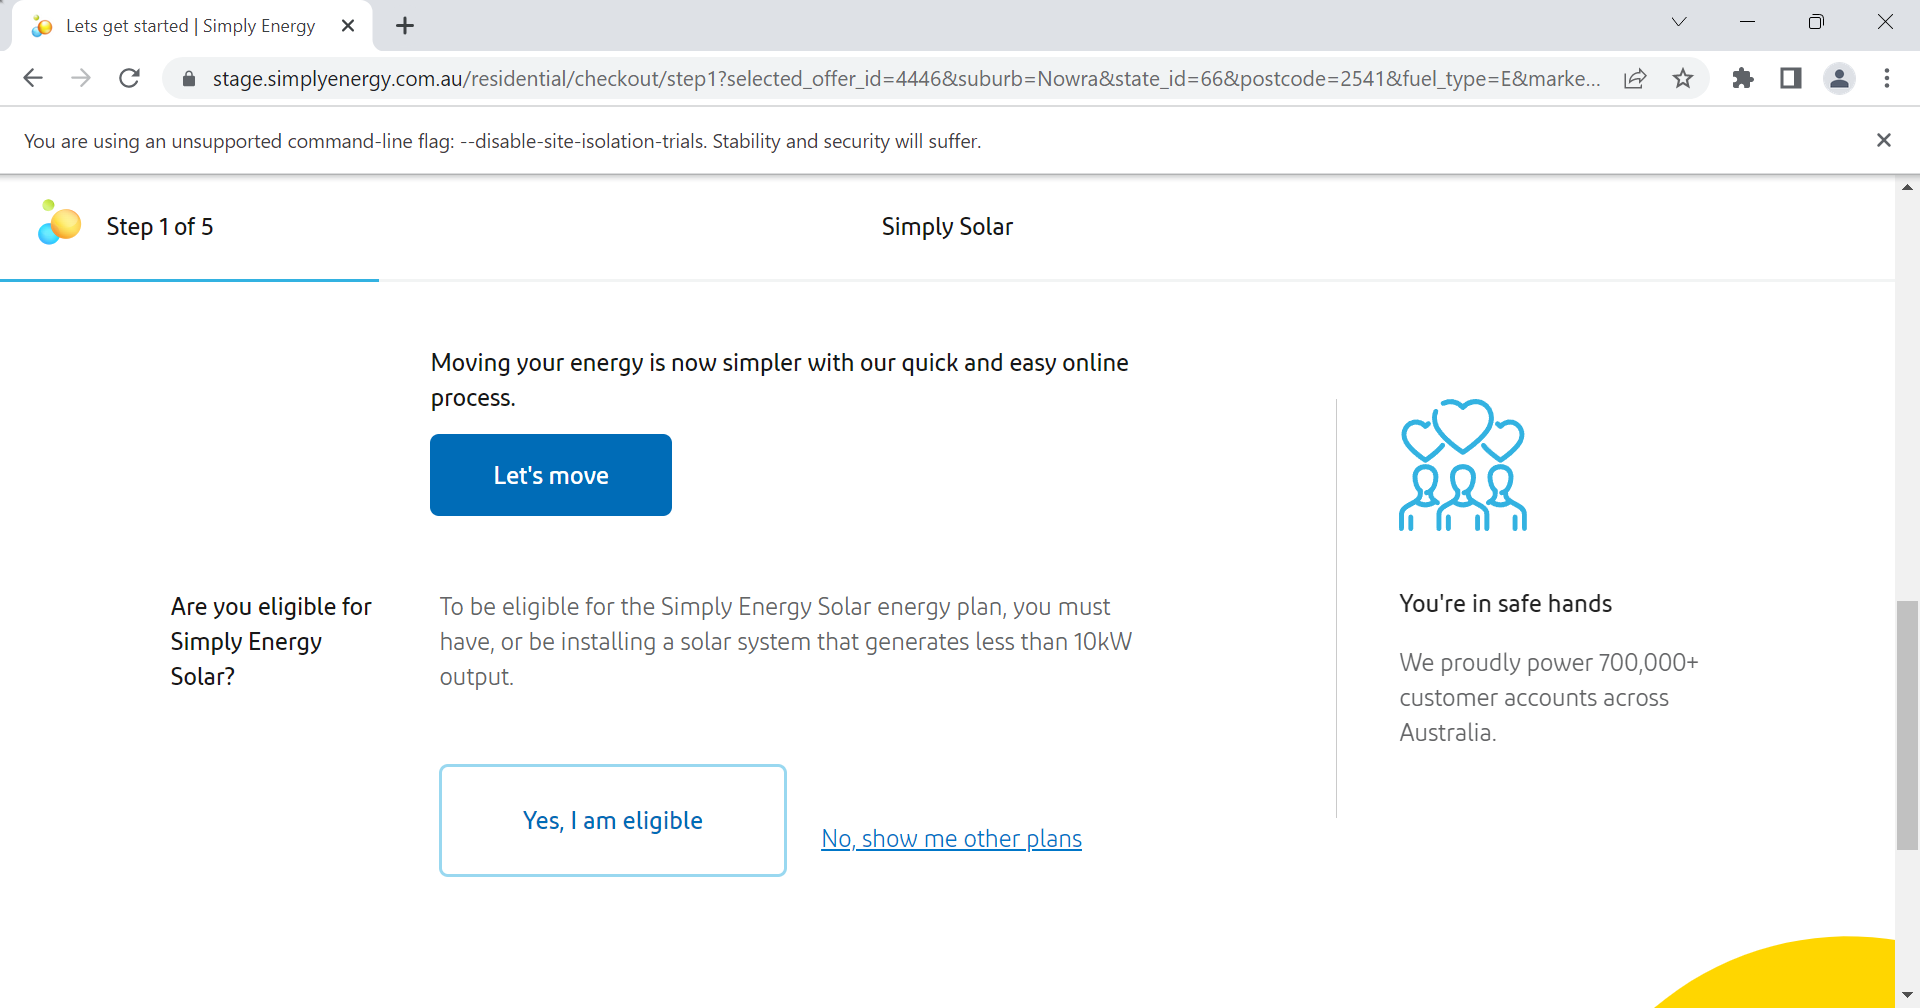 Lets get started | Simply Energy
stage.simplyenergy.com.au/residential/checkout/step1?selected_offer_id=4446&suburb=Nowra&state_id=66&postcode=2541&fuel_type=E&marke...
You are using an unsupported command-line flag: --disable-site-isolation-trials. Stability and security will suffer.
Step 1 of 5
Simply Solar
Moving your energy is now simpler with our quick and easy online
process.
Let's move
Are you eligible for
Simply Energy
Solar?
To be eligible for the Simply Energy Solar energy plan, you must
have, or be installing a solar system that generates less than 10kW
output.
Yes, I am eligible
No, show me other plans
You're in safe hands
We proudly power 700,000+
customer accounts across
Australia.